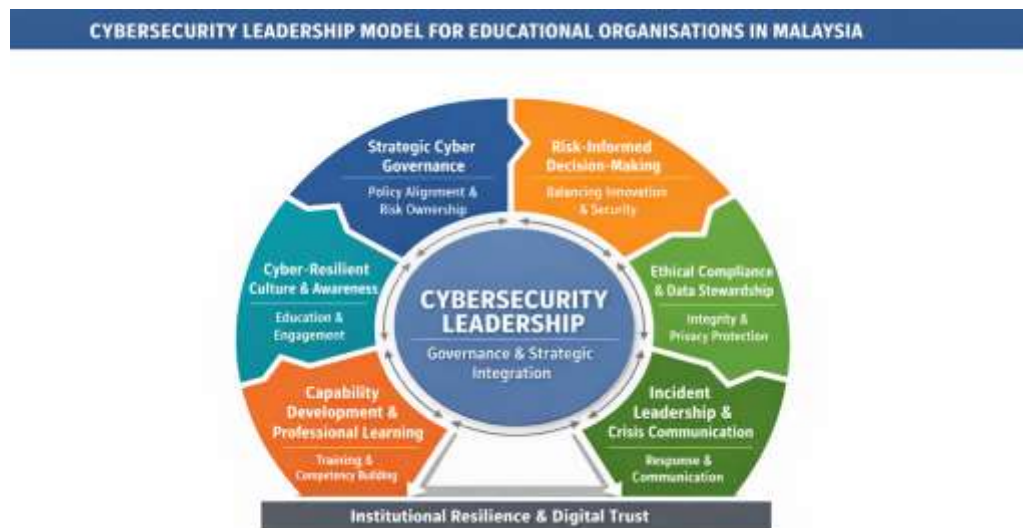 CYBERSECURITY LEADERSHIP MODEL FOR EDUCATIONAL ORGANISATIONS IN MALAYSIA
Strategic Cyber
Governance
Policy Alignment &
Risk Ownership
Risk-Informed
Decision-Making
Balancing Innovation
& Security
Cyber-Resilient
Culture & Awareness
Education &
Engagement
CYBERSECURITY
LEADERSHIP
Governance & Strategic
Integration
Ethical Compliance
& Data Stewardship
Integrity &
Privacy Protection
Capability
Development &
Professional Learning
Training &
Competency Building
Incident
Leadership &
Crisis Communication
Response &
Communication
Institutional Resilience & Digital Trust